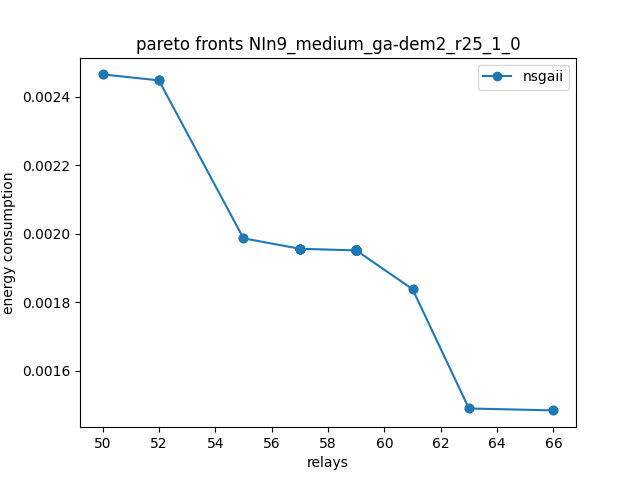 pareto fronts NIn9_medium_ga-dem2_r25_1_0
nsgaii
energy consumption
0.0024
0.0022
0.0020
0.0018
0.0016
50 52 54 56 58 60 62 64 66
relays